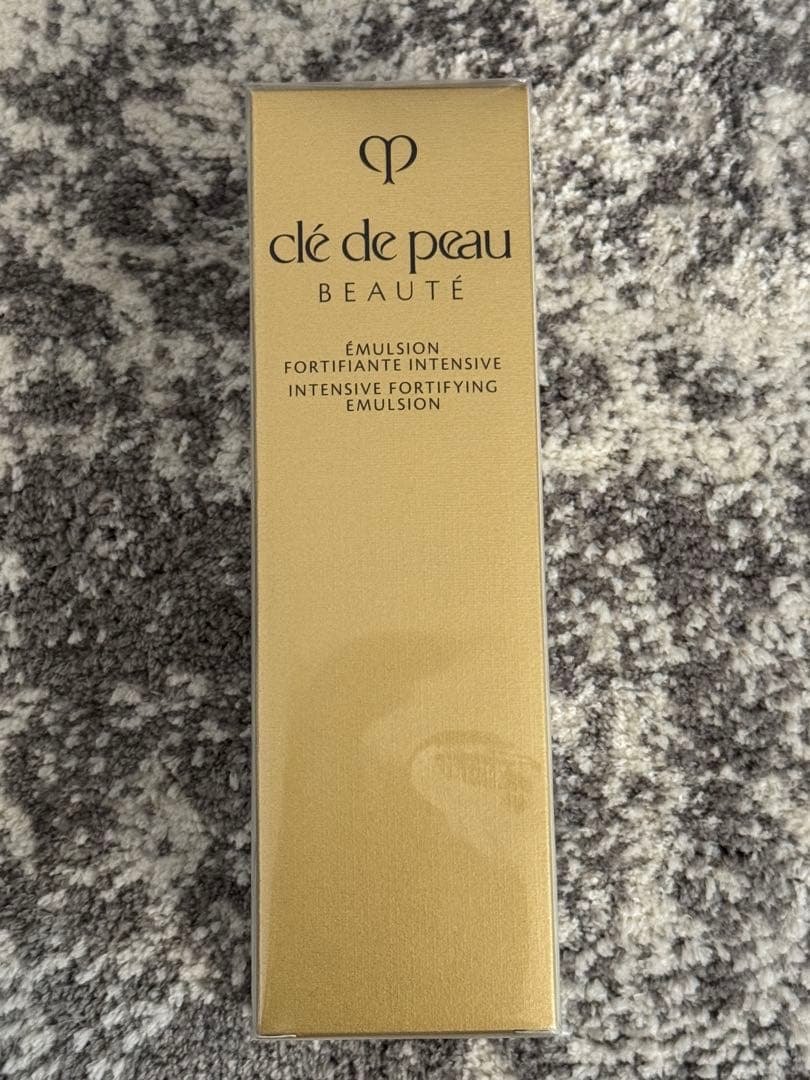 clé de peau
BEAUTÉ
ÉMULSION
FORTIFIANTE INTENSIVE
INTENSIVE FORTIFYING
EMULSION